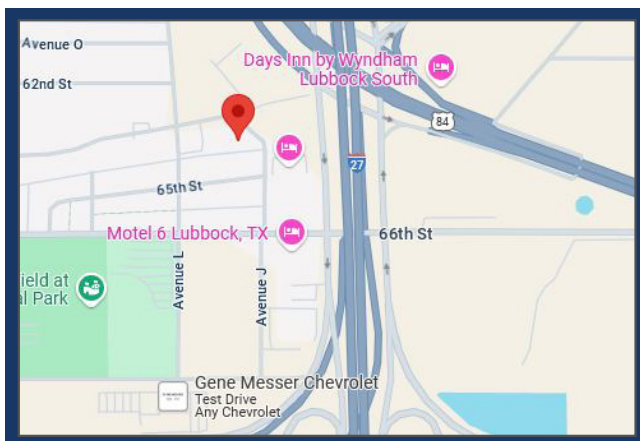 Avenue O
62nd St
Days Inn by Wyndham
Lubbock South
84
27
65th St
Motel 6 Lubbock, TX
66th St
ield at
al Park
Avenue L
Avenue J
Gene Messer Chevrolet
Test Drive
Any Chevrolet